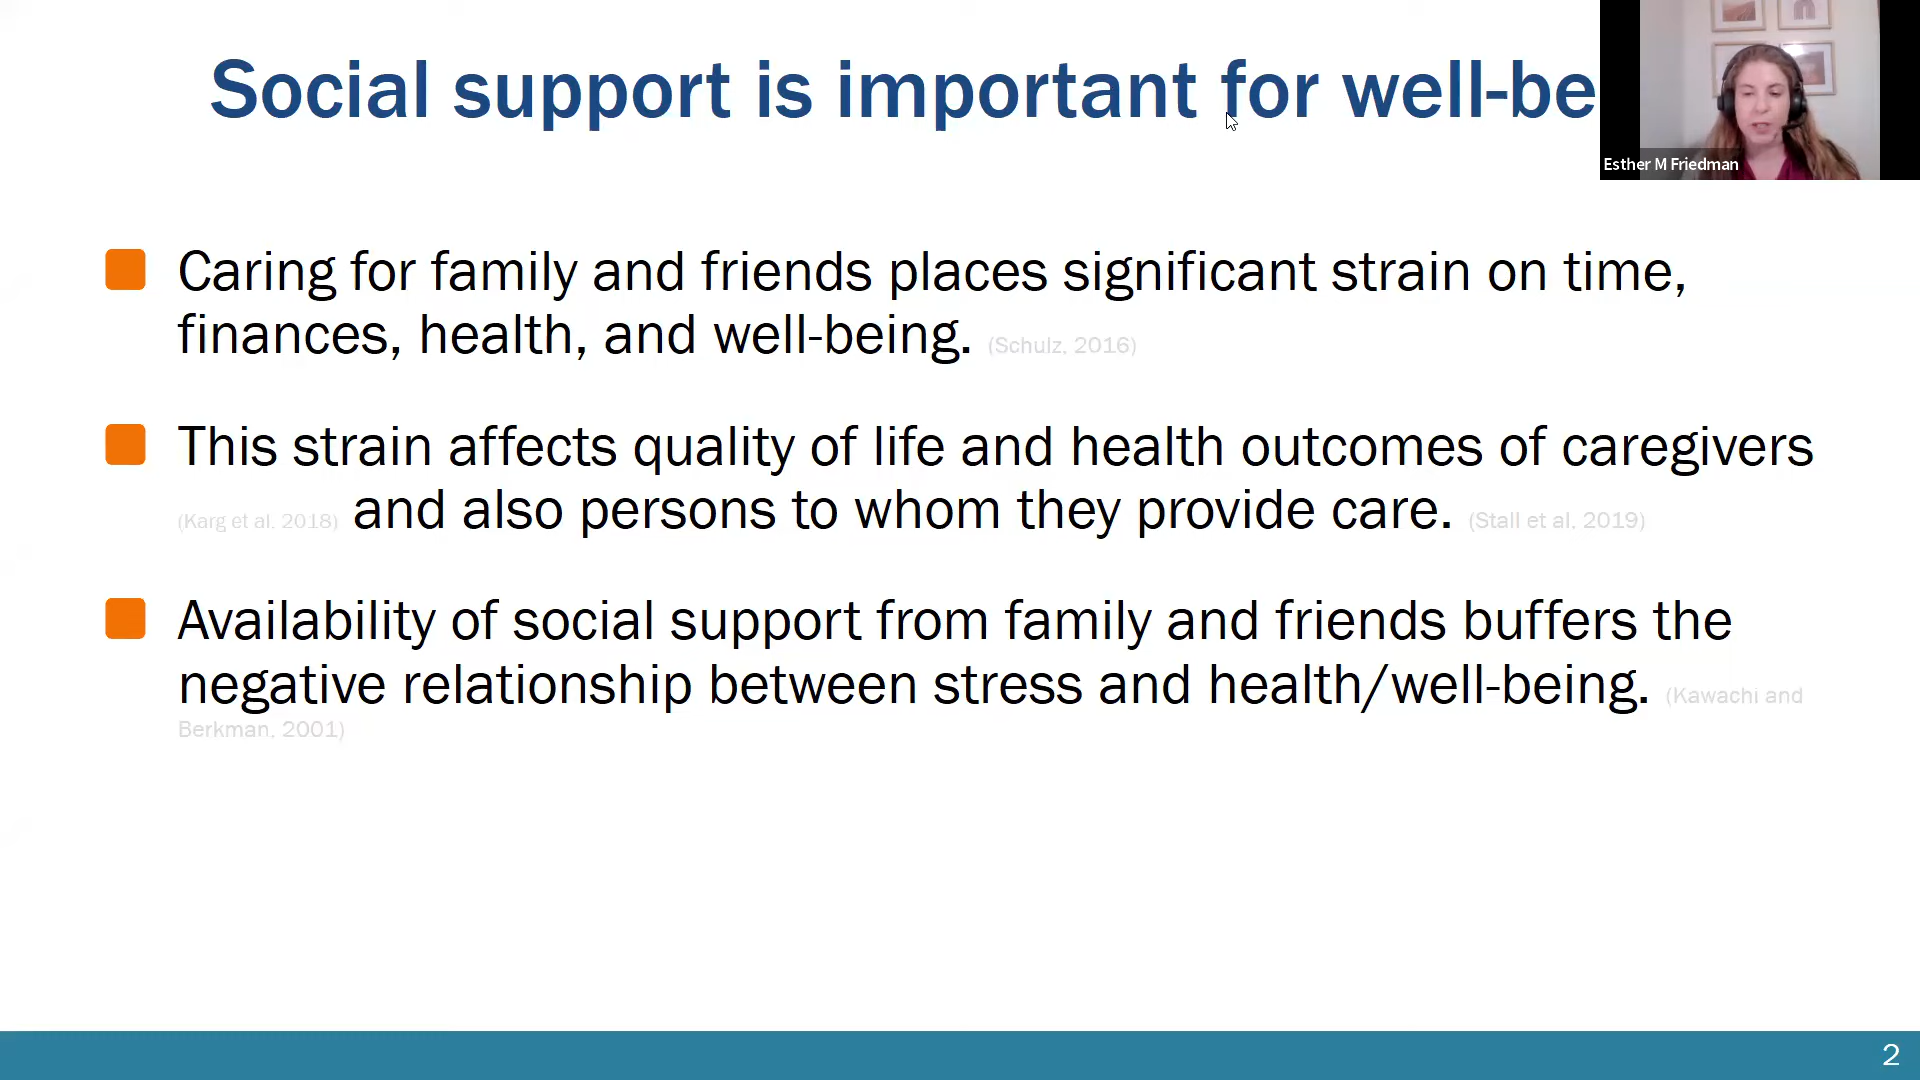 Social support is important for well-be
Esther M Friedman
Caring for family and friends places significant strain on time,
finances, health, and well-being. (Schulz, 2016)
This strain affects quality of life and health outcomes of caregivers
(Karg et al. 2018) and also persons to whom they provide care. (Stall et al, 2019)
Availability of social support from family and friends buffers the
negative relationship between stress and health/well-being. (Kawachi and
Berkman, 2001)
2